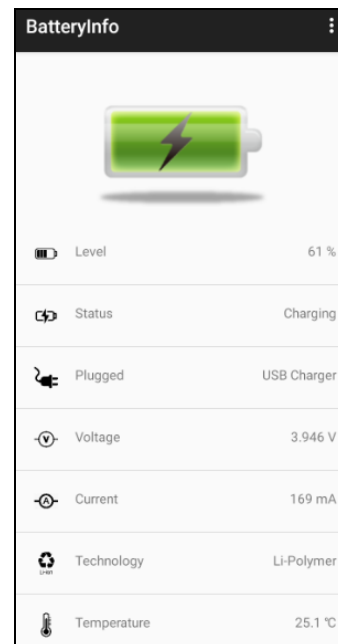 BatteryInfo
Level 61 %
Status Charging
Plugged USB Charger
Voltage 3.946 V
Current 169 mA
Technology Li-Polymer
Temperature 25.1 °C